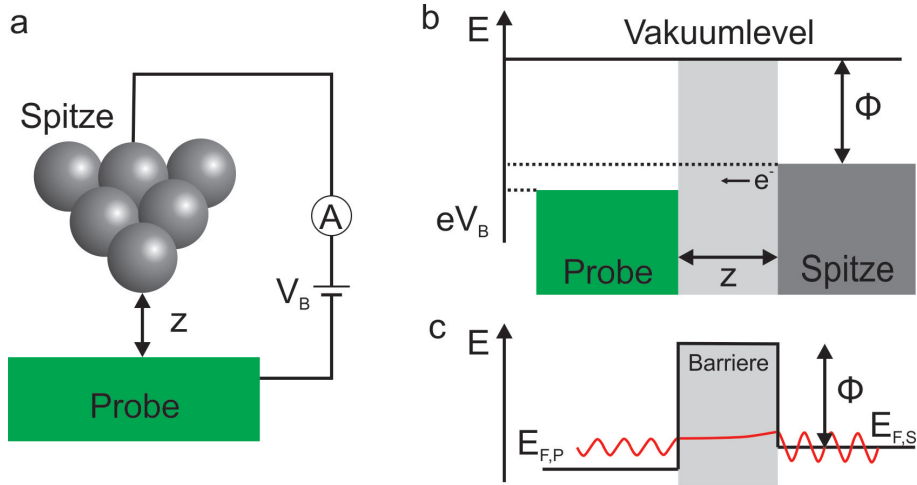 a
Spitze
A
V_B
z
Probe
b
E
Vakuumlevel
Φ
e⁻
eV_B
Probe
z
Spitze
c
E
Barriere
Φ
E_F,P
E_F,S